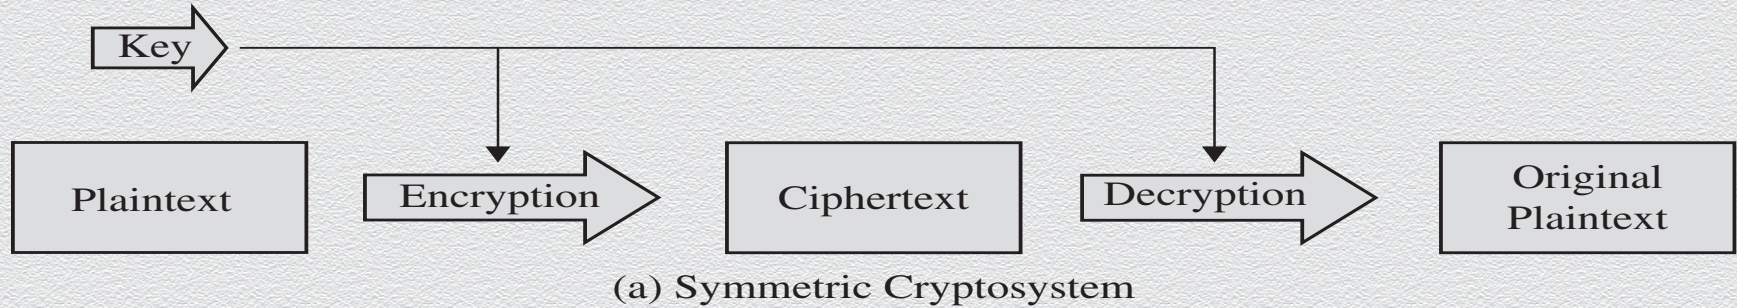 Key
Plaintext
Encryption
Ciphertext
Decryption
Original
Plaintext
(a) Symmetric Cryptosystem